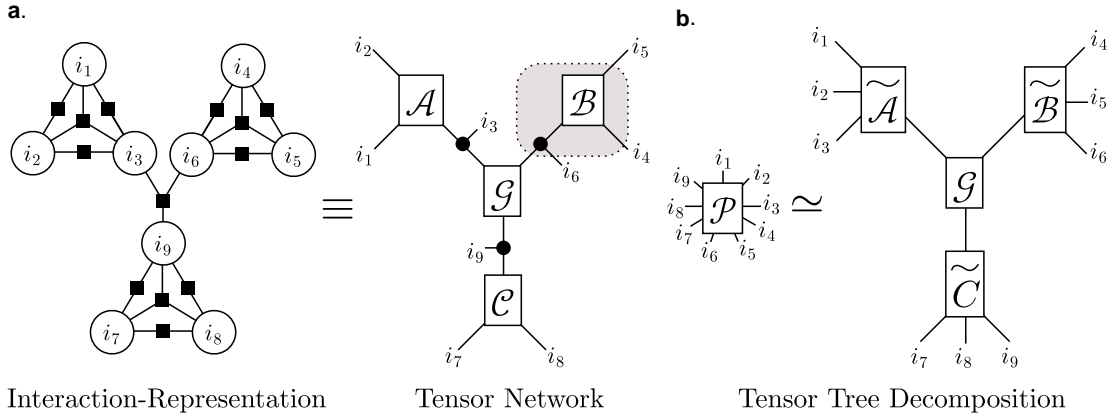 a.
b.
i₁
i₄
i₂
i₃
i₆
i₅
i₉
i₇
i₈
Interaction-Representation
≡
i₂
i₅
𝒜
ℬ
i₃
i₁
i₄
i₆
𝒢
i₉
𝒞
i₇
i₈
Tensor Network
i₁
i₉
i₂
i₈
𝒫
i₃
i₇
i₄
i₆
i₅
≃
i₁
i₄
i₂
𝒜̃
ℬ̃
i₅
i₃
i₆
𝒢
C̃
i₇
i₈
i₉
Tensor Tree Decomposition